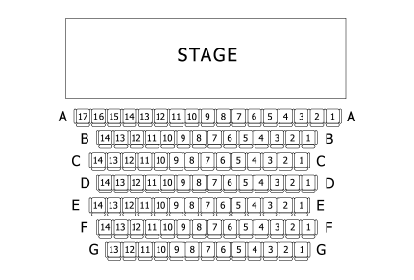 STAGE
A 17 16 15 14 13 12 11 10 9 8 7 6 5 4 3 2 1 A
B 14 13 12 11 10 9 8 7 6 5 4 3 2 1 B
C 14 13 12 11 10 9 8 7 6 5 4 3 2 1 C
D 14 13 12 11 10 9 8 7 6 5 4 3 2 1 D
E 14 13 12 11 10 9 8 7 6 5 4 3 2 1 E
F 14 13 12 11 10 9 8 7 6 5 4 3 2 1 F
G 13 12 11 10 9 8 7 6 5 4 3 2 1 G